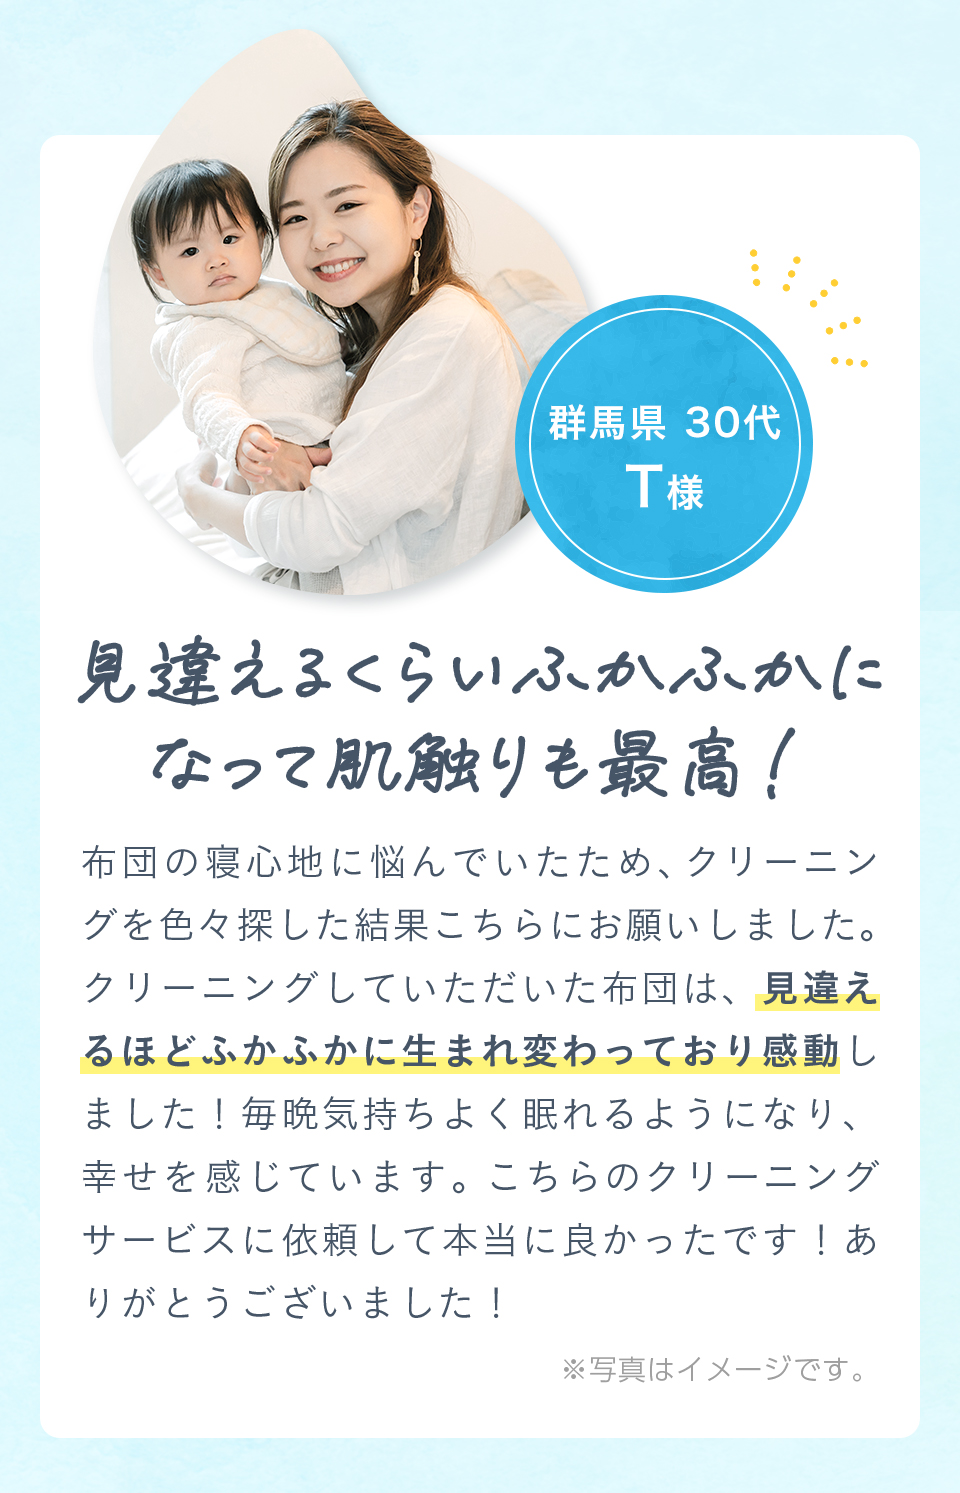 群馬県 30代
T様
見違えるくらいふかふかに
なって肌触りも最高！
布団の寝心地に悩んでいたため、クリーニン
グを色々探した結果こちらにお願いしました。
クリーニングしていただいた布団は、見違え
るほどふかふかに生まれ変わっており感動し
ました！毎晩気持ちよく眠れるようになり、
幸せを感じています。こちらのクリーニング
サービスに依頼して本当に良かったです！あ
りがとうございました！
※写真はイメージです。